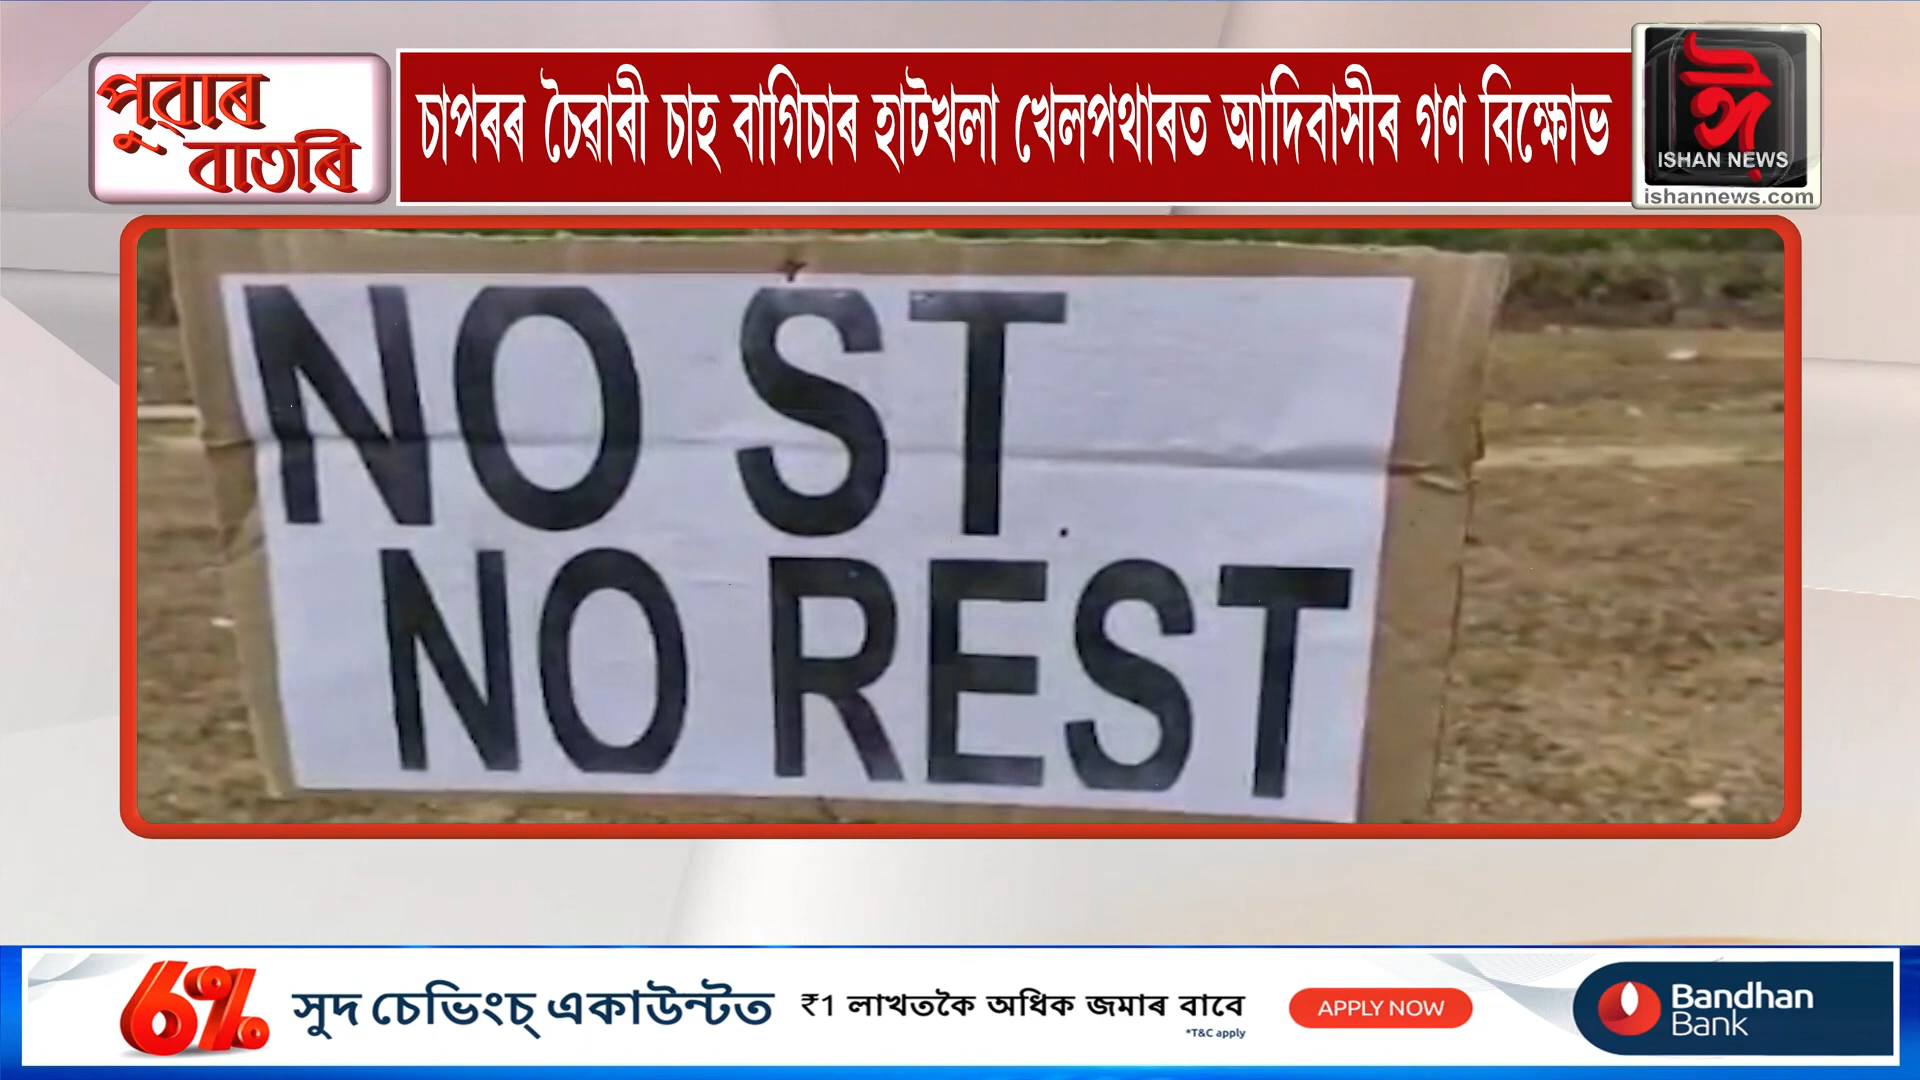 পুৱাৰ
বাতৰি
চাপৰৰ চৈৱাৰী চাহ বাগিচাৰ হাটখলা খেলপথাৰত আদিবাসীৰ গণ বিক্ষোভ
ঈ
ISHAN NEWS
ishannews.com
NO ST
NO REST
6% সুদ চেভিংচ্ একাউন্টত ₹1 লাখতকৈ অধিক জমাৰ বাবে
*T&C apply
APPLY NOW
Bandhan
Bank